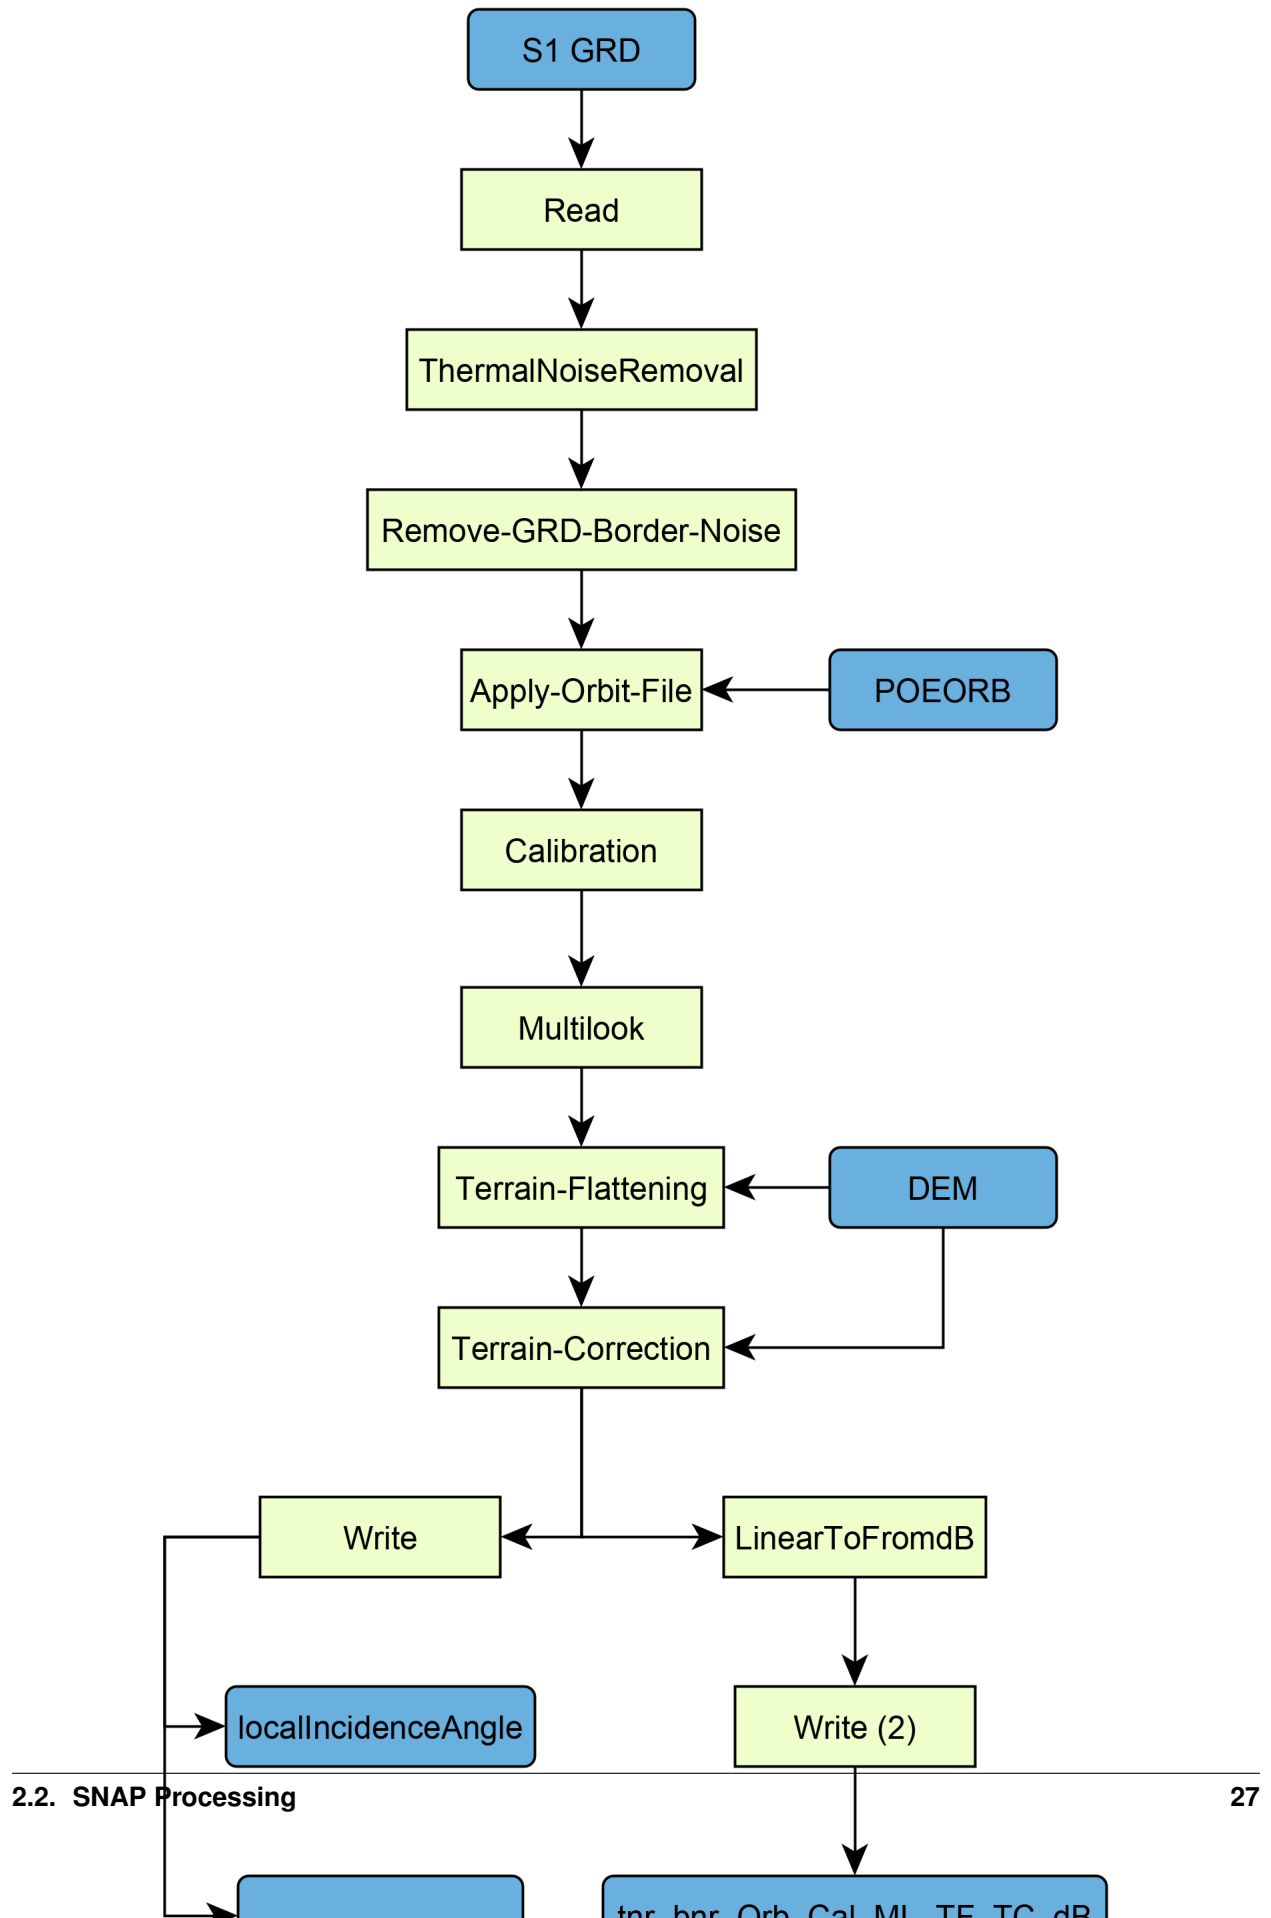 S1 GRD
Read
ThermalNoiseRemoval
Remove-GRD-Border-Noise
Apply-Orbit-File
POEORB
Calibration
Multilook
Terrain-Flattening
DEM
Terrain-Correction
Write
LinearToFromdB
localIncidenceAngle
Write (2)
2.2. SNAP Processing
27
tnr_bnr_Orb_Cal_ML_TF_TC_dB